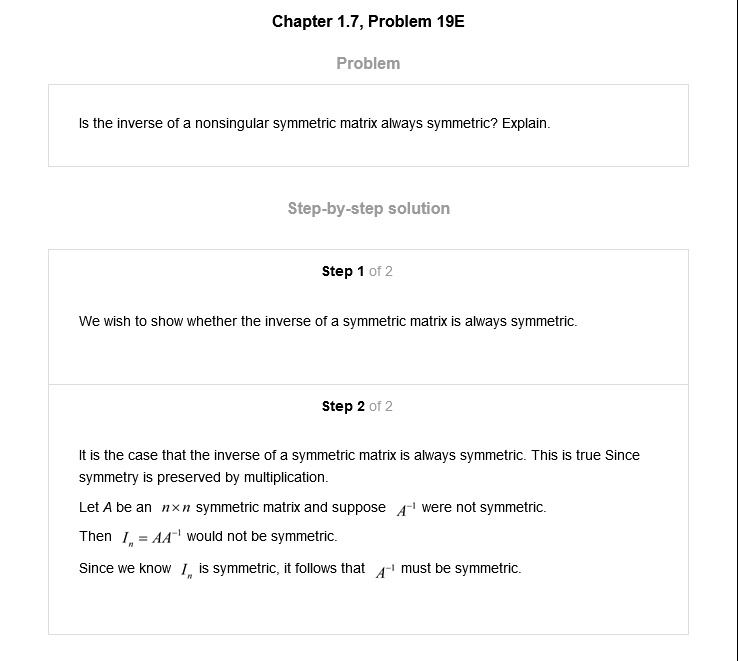 Chapter 1.7, Problem 19E
Problem
Is the inverse of a nonsingular symmetric matrix always symmetric? Explain.
Step-by-step solution
Step 1 of 2
We wish to show whether the inverse of a symmetric matrix is always symmetric.
Step 2 of 2
It is the case that the inverse of a symmetric matrix is always symmetric. This is true Since
symmetry is preserved by multiplication.
Let A be an n×n symmetric matrix and suppose A⁻¹ were not symmetric.
Then Iₙ = AA⁻¹ would not be symmetric.
Since we know Iₙ is symmetric, it follows that A⁻¹ must be symmetric.